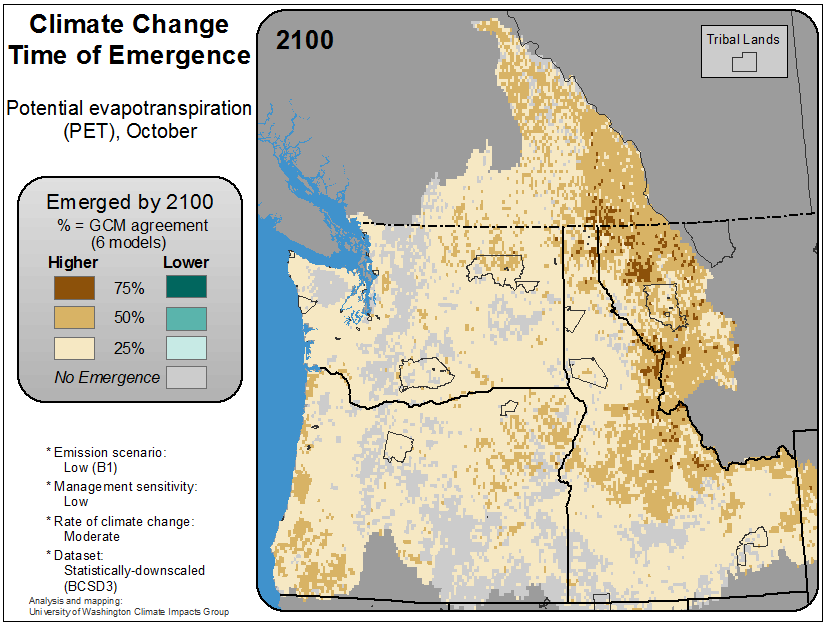 Climate Change
Time of Emergence
Potential evapotranspiration
(PET), October
Emerged by 2100
% = GCM agreement
(6 models)
Higher Lower
75%
50%
25%
No Emergence
* Emission scenario:
Low (B1)
* Management sensitivity:
Low
* Rate of climate change:
Moderate
* Dataset:
Statistically-downscaled
(BCSD3)
Analysis and mapping:
University of Washington Climate Impacts Group
2100
Tribal Lands